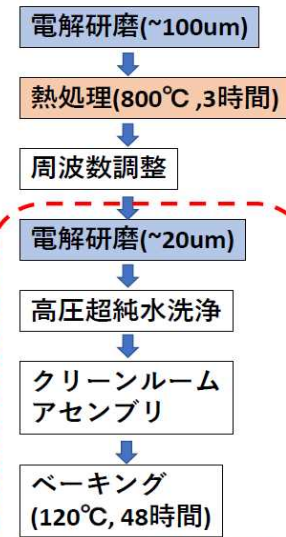 電解研磨(~100um)
熱処理(800℃ ,3時間)
周波数調整
電解研磨(~20um)
高圧超純水洗浄
クリーンルーム
アセンブリ
ベーキング
(120℃, 48時間)